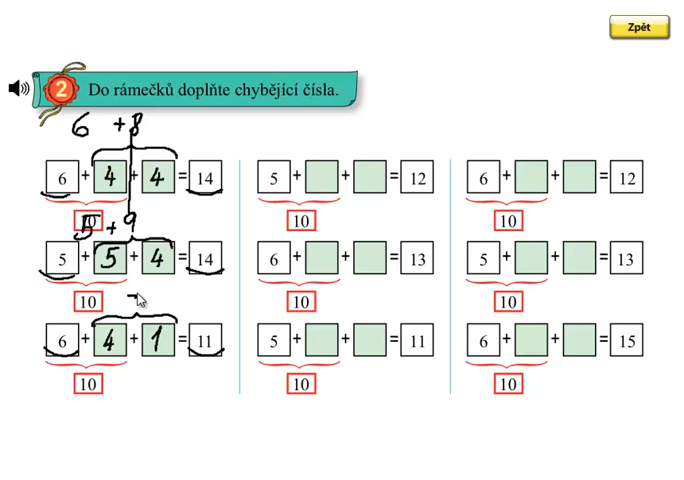 Zpět
2 Do rámečků doplňte chybějící čísla.
6 + 8
6 + 4 + 4 = 14 5 + + = 12 6 + + = 12
10 10 10
5 + 9
5 + 5 + 4 = 14 6 + + = 13 5 + + = 13
10 10 10
6 + 4 + 1 = 11 5 + + = 11 6 + + = 15
10 10 10